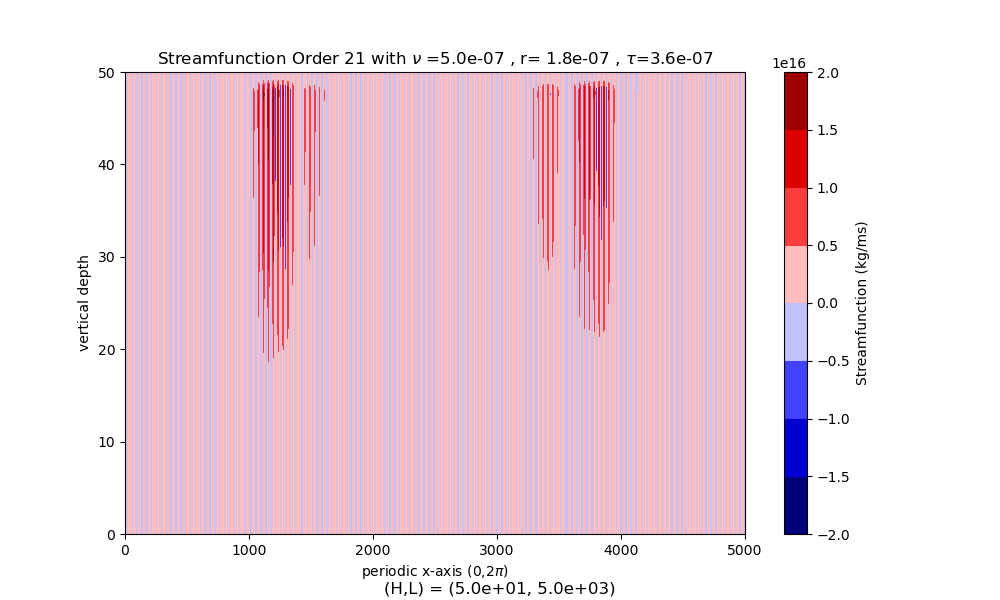 Streamfunction Order 21 with ν =5.0e-07 , r= 1.8e-07 , τ=3.6e-07
1e16
50
40
30
20
10
0
vertical depth
0 1000 2000 3000 4000 5000
periodic x-axis (0,2π)
(H,L) = (5.0e+01, 5.0e+03)
2.0
1.5
1.0
0.5
0.0
−0.5
−1.0
−1.5
−2.0
Streamfunction (kg/ms)